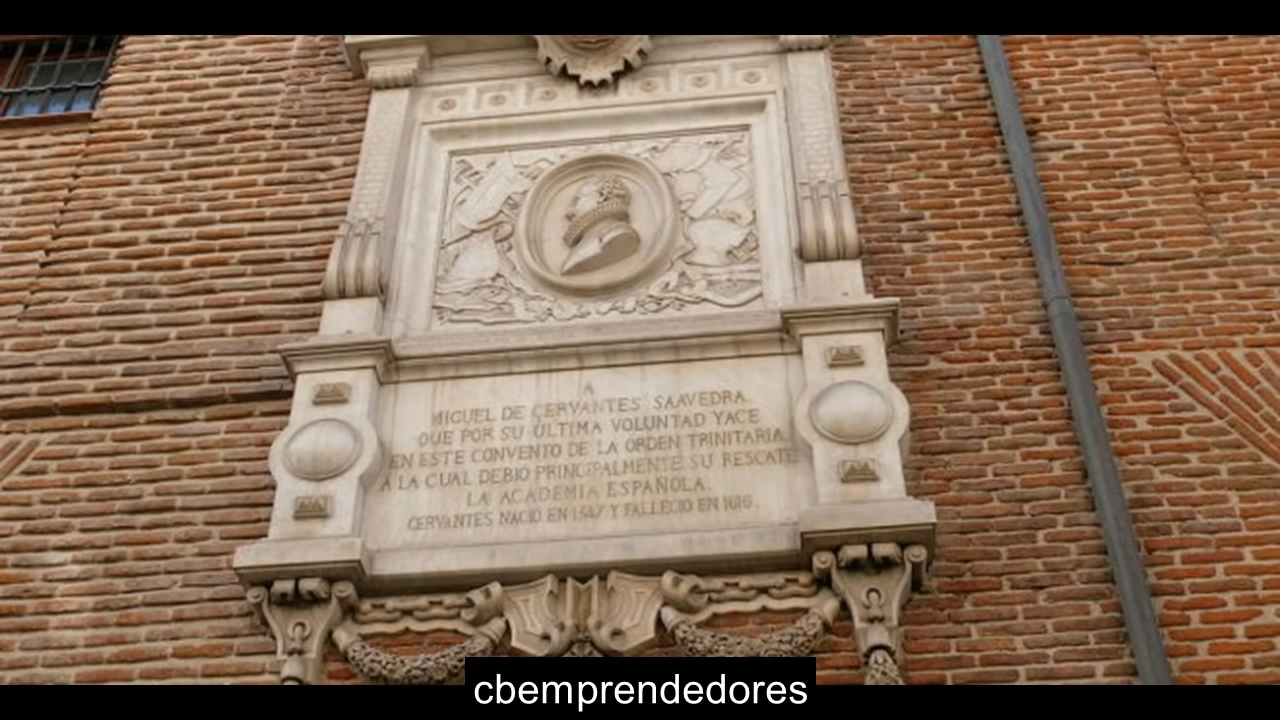 A
MIGUEL DE CERVANTES SAAVEDRA
QUE POR SU ÚLTIMA VOLUNTAD YACE
EN ESTE CONVENTO DE LA ORDEN TRINITARIA
A LA CUAL DEBIO PRINCIPALMENTE SU RESCATE
LA ACADEMIA ESPAÑOLA.
CERVANTES NACIO EN 1547 Y FALLECIO EN 1616.
cbemprendedores